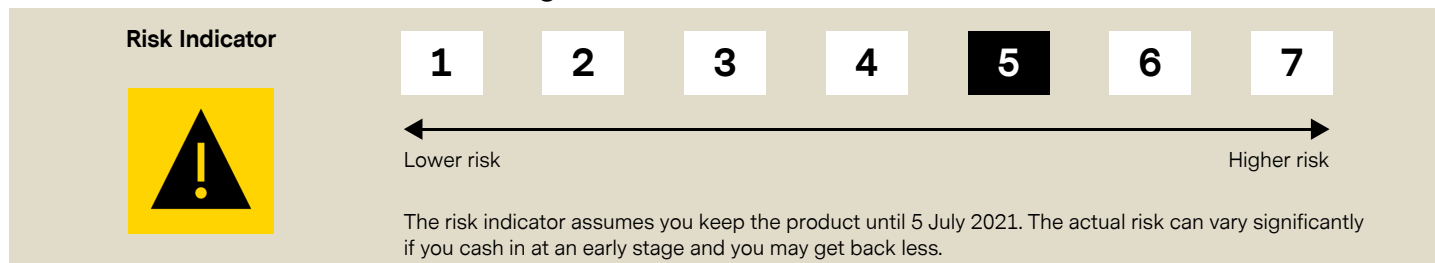 Risk Indicator
1 2 3 4 5 6 7
Lower risk Higher risk
The risk indicator assumes you keep the product until 5 July 2021. The actual risk can vary significantly
if you cash in at an early stage and you may get back less.